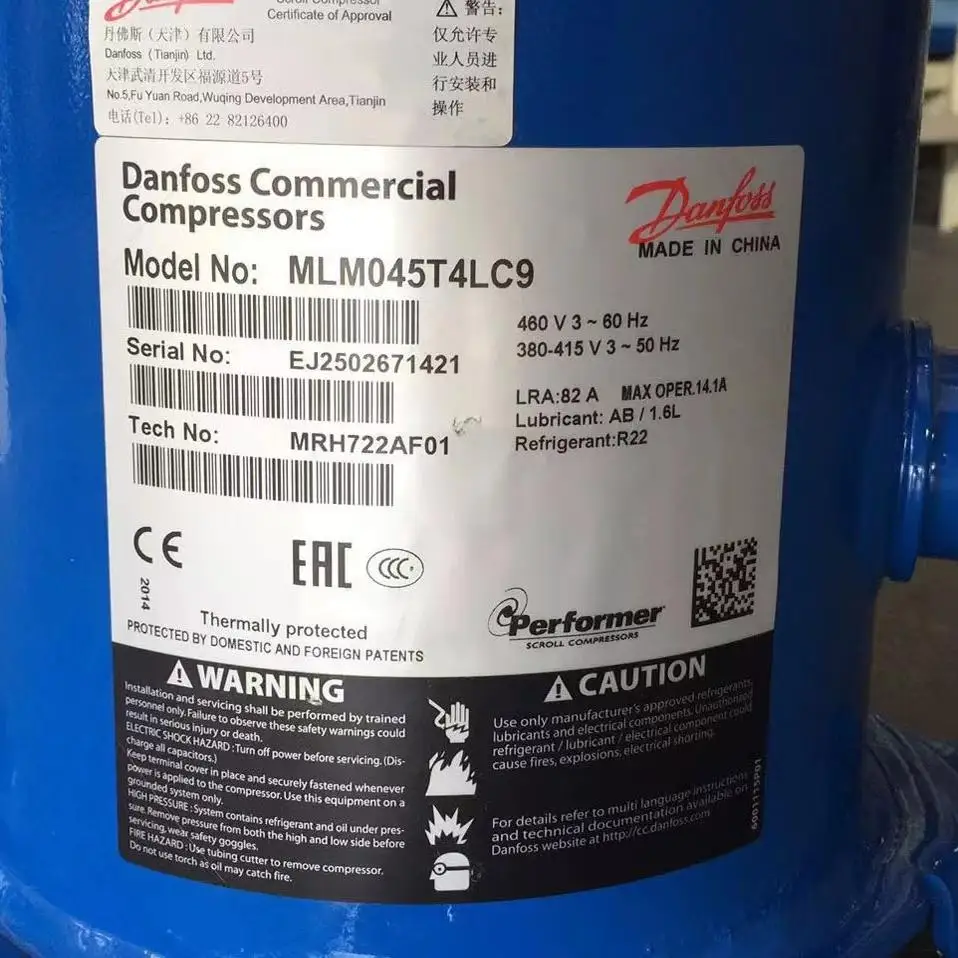 Danfoss
Scroll Compressor
Certificate of Approval
丹佛斯（天津）有限公司
Danfoss (Tianjin) Ltd.
天津武清开发区福源道5号
No.5,Fu Yuan Road,Wuqing Development Area,Tianjin
电话(Tel)：+86 22 82126400
警告：
仅允许专
业人员进
行安装和
操作
Danfoss Commercial
Compressors
Danfoss
MADE IN CHINA
Model No: MLM045T4LC9
460 V 3 ~ 60 Hz
380-415 V 3 ~ 50 Hz
Serial No: EJ2502671421
LRA:82 A MAX OPER.14.1A
Lubricant: AB / 1.6L
Refrigerant:R22
Tech No: MRH722AF01
CE
2014
EAC
CCC
Thermally protected
PROTECTED BY DOMESTIC AND FOREIGN PATENTS
Performer
SCROLL COMPRESSORS
WARNING
Installation and servicing shall be performed by trained
personnel only. Failure to observe these safety warnings could
result in serious injury or death.
ELECTRIC SHOCK HAZARD :Turn off power before servicing. (Dis-
charge all capacitors.)
Keep terminal cover in place and securely fastened whenever
power is applied to the compressor. Use this equipment on a
grounded system only.
HIGH PRESSURE : System contains refrigerant and oil under pres-
sure. Remove pressure from both the high and low side before
servicing, wear safety goggles.
FIRE HAZARD : Use tubing cutter to remove compressor.
Do not use torch as oil may catch fire.
CAUTION
Use only manufacturer's approved refrigerants,
lubricants and electrical components. Unauthorized
refrigerant / lubricant / electrical component could
cause fires, explosions, electrical shorting.
For details refer to multi language instructions
and technical documentation available on
Danfoss website at http://cc.danfoss.com
6001115P01